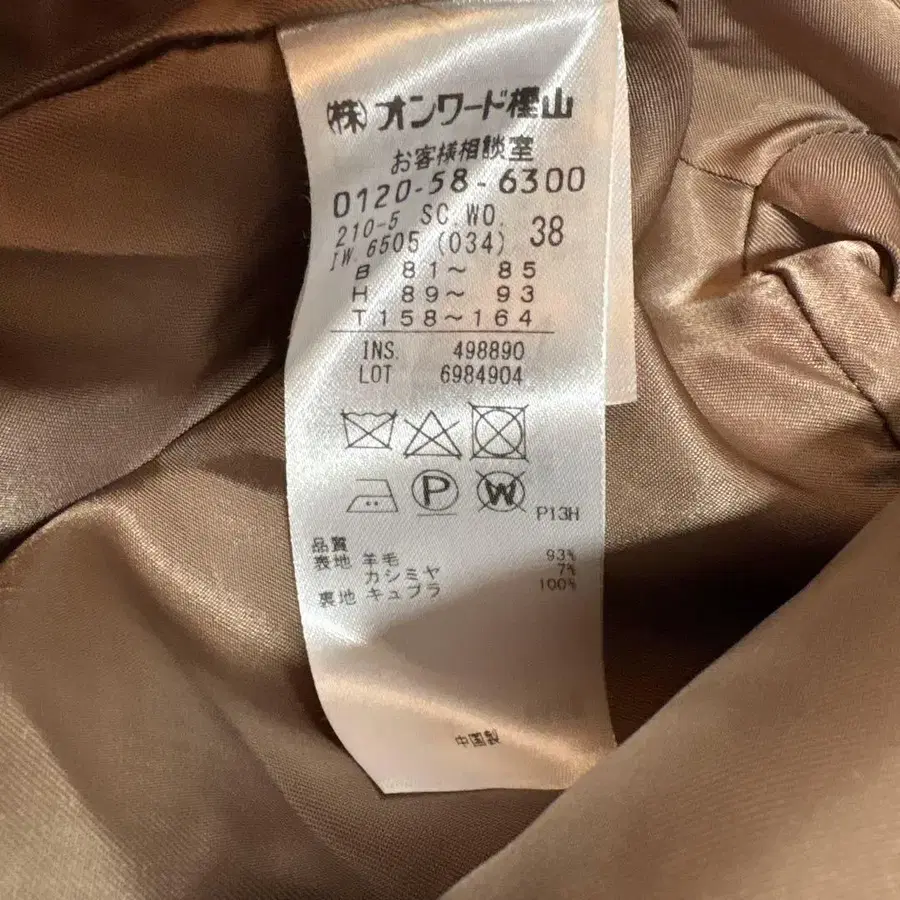 (株)オンワード樫山
お客様相談室
0120-58-6300
210-5 SC.WO.
IW.6505 (034) 38
B 81～ 85
H 89～ 93
T158～164
INS. 498890
LOT 6984904
P
W
P13H
品質
表地 羊毛 93%
カシミヤ 7%
裏地 キュプラ 100%
中国製